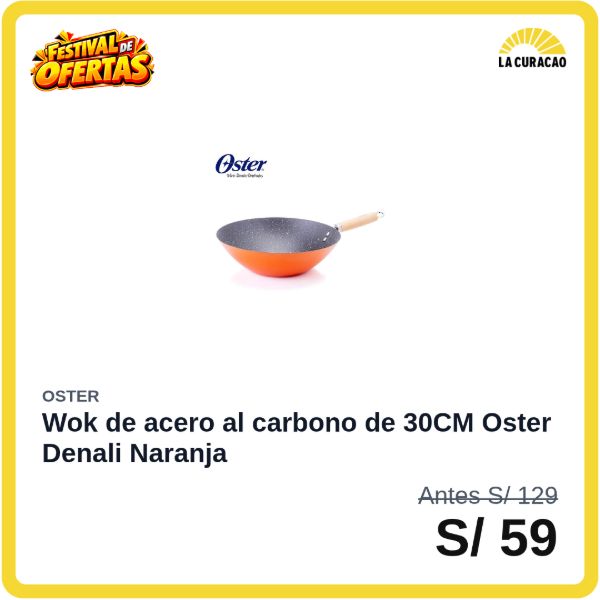 FESTIVAL DE
OFERTAS
LA CURACAO
Oster
OSTER
Wok de acero al carbono de 30CM Oster
Denali Naranja
Antes S/ 129
S/ 59